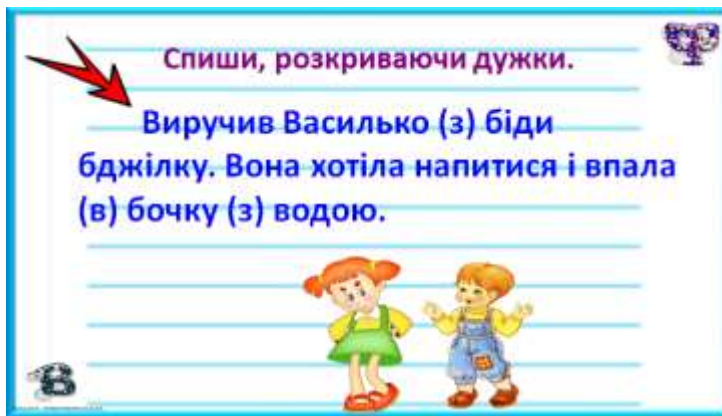 Спиши, розкриваючи дужки.
Виручив Василько (з) біди
бджілку. Вона хотіла напитися і впала
(в) бочку (з) водою.